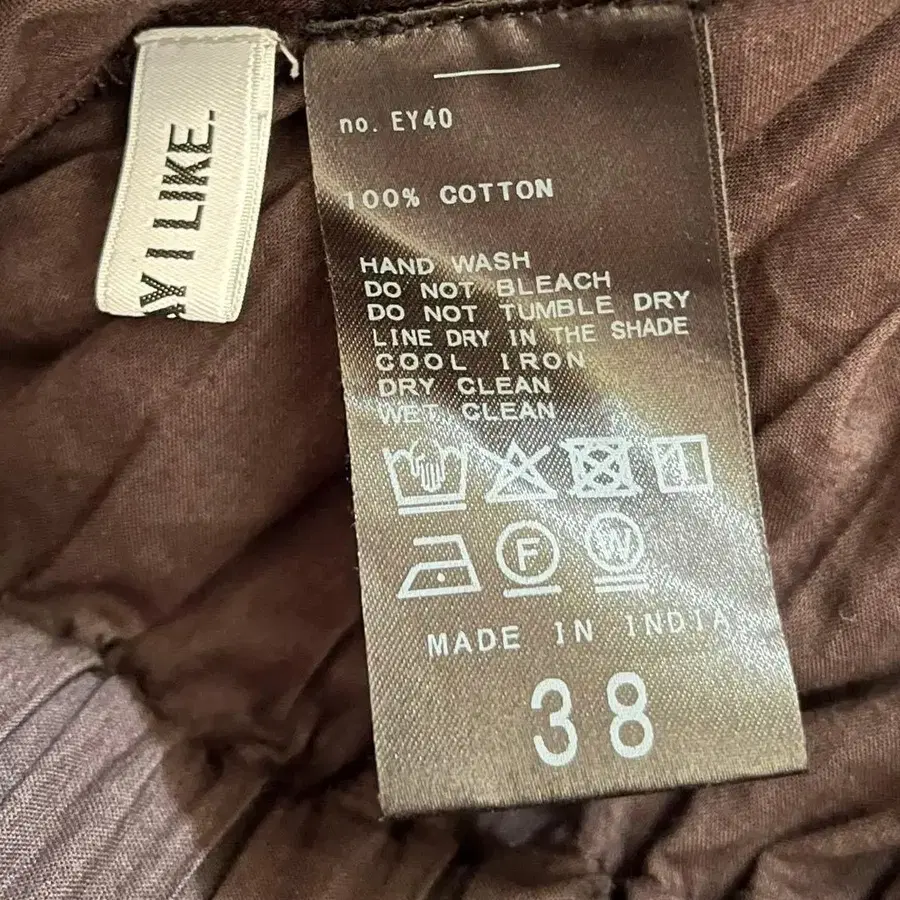 AY I LIKE.
no. EY40
100% COTTON
HAND WASH
DO NOT BLEACH
DO NOT TUMBLE DRY
LINE DRY IN THE SHADE
COOL IRON
DRY CLEAN
WET CLEAN
F W
MADE IN INDIA
38